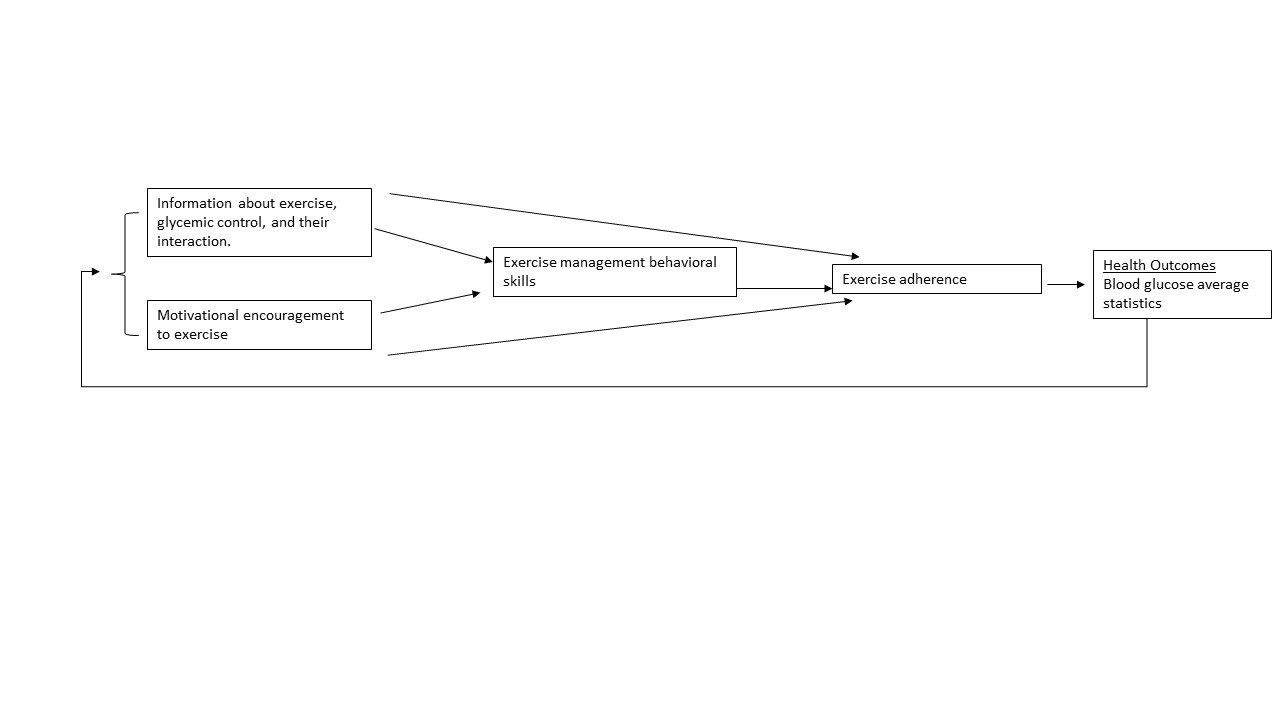 Information about exercise,
glycemic control, and their
interaction.
Motivational encouragement
to exercise
Exercise management behavioral
skills
Exercise adherence
Health Outcomes
Blood glucose average
statistics